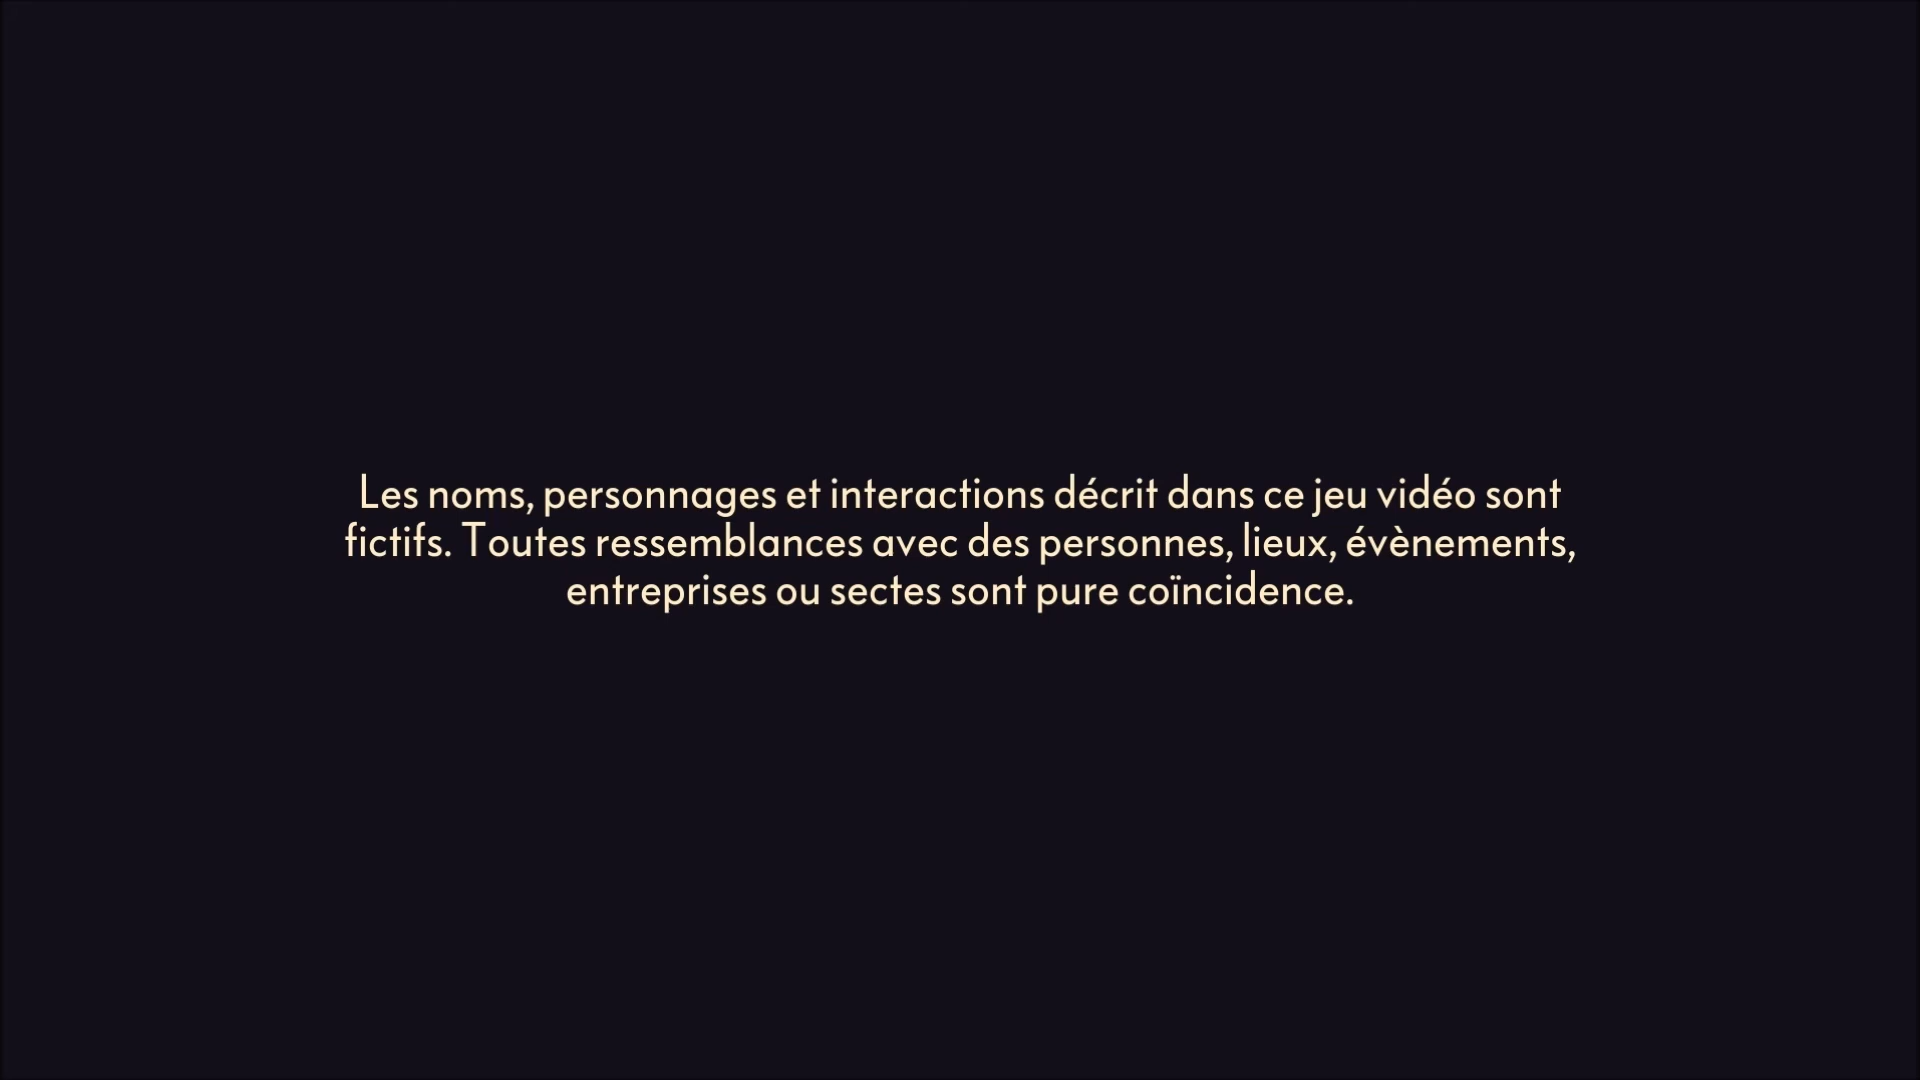 Les noms, personnages et interactions décrit dans ce jeu vidéo sont
fictifs. Toutes ressemblances avec des personnes, lieux, évènements,
entreprises ou sectes sont pure coïncidence.